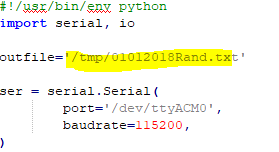 #!/usr/bin/env python
import serial, io
outfile='/tmp/01012018Rand.txt'
ser = serial.Serial(
port='/dev/ttyACM0',
baudrate=115200,
)